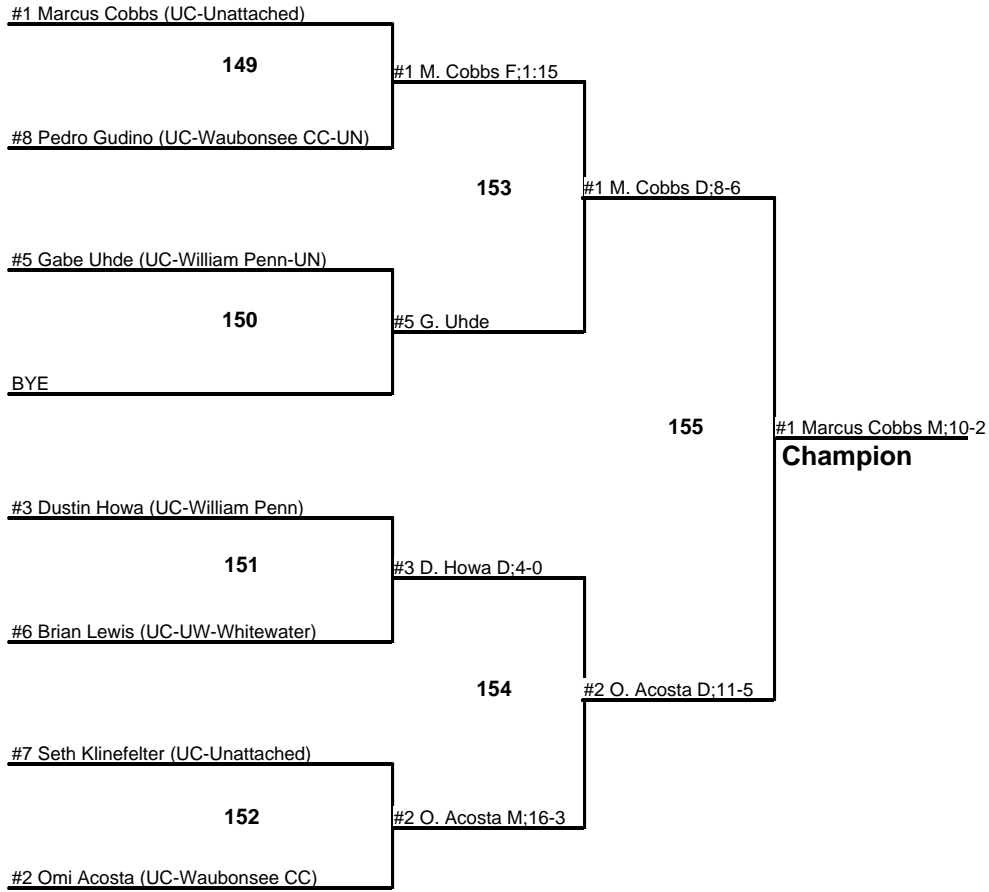 #1 Marcus Cobbs (UC-Unattached)
149
#1 M. Cobbs F;1:15
#8 Pedro Gudino (UC-Waubonsee CC-UN)
153
#1 M. Cobbs D;8-6
#5 Gabe Uhde (UC-William Penn-UN)
150
#5 G. Uhde
BYE
155
#1 Marcus Cobbs M;10-2
Champion
#3 Dustin Howa (UC-William Penn)
151
#3 D. Howa D;4-0
#6 Brian Lewis (UC-UW-Whitewater)
154
#2 O. Acosta D;11-5
#7 Seth Klinefelter (UC-Unattached)
152
#2 O. Acosta M;16-3
#2 Omi Acosta (UC-Waubonsee CC)